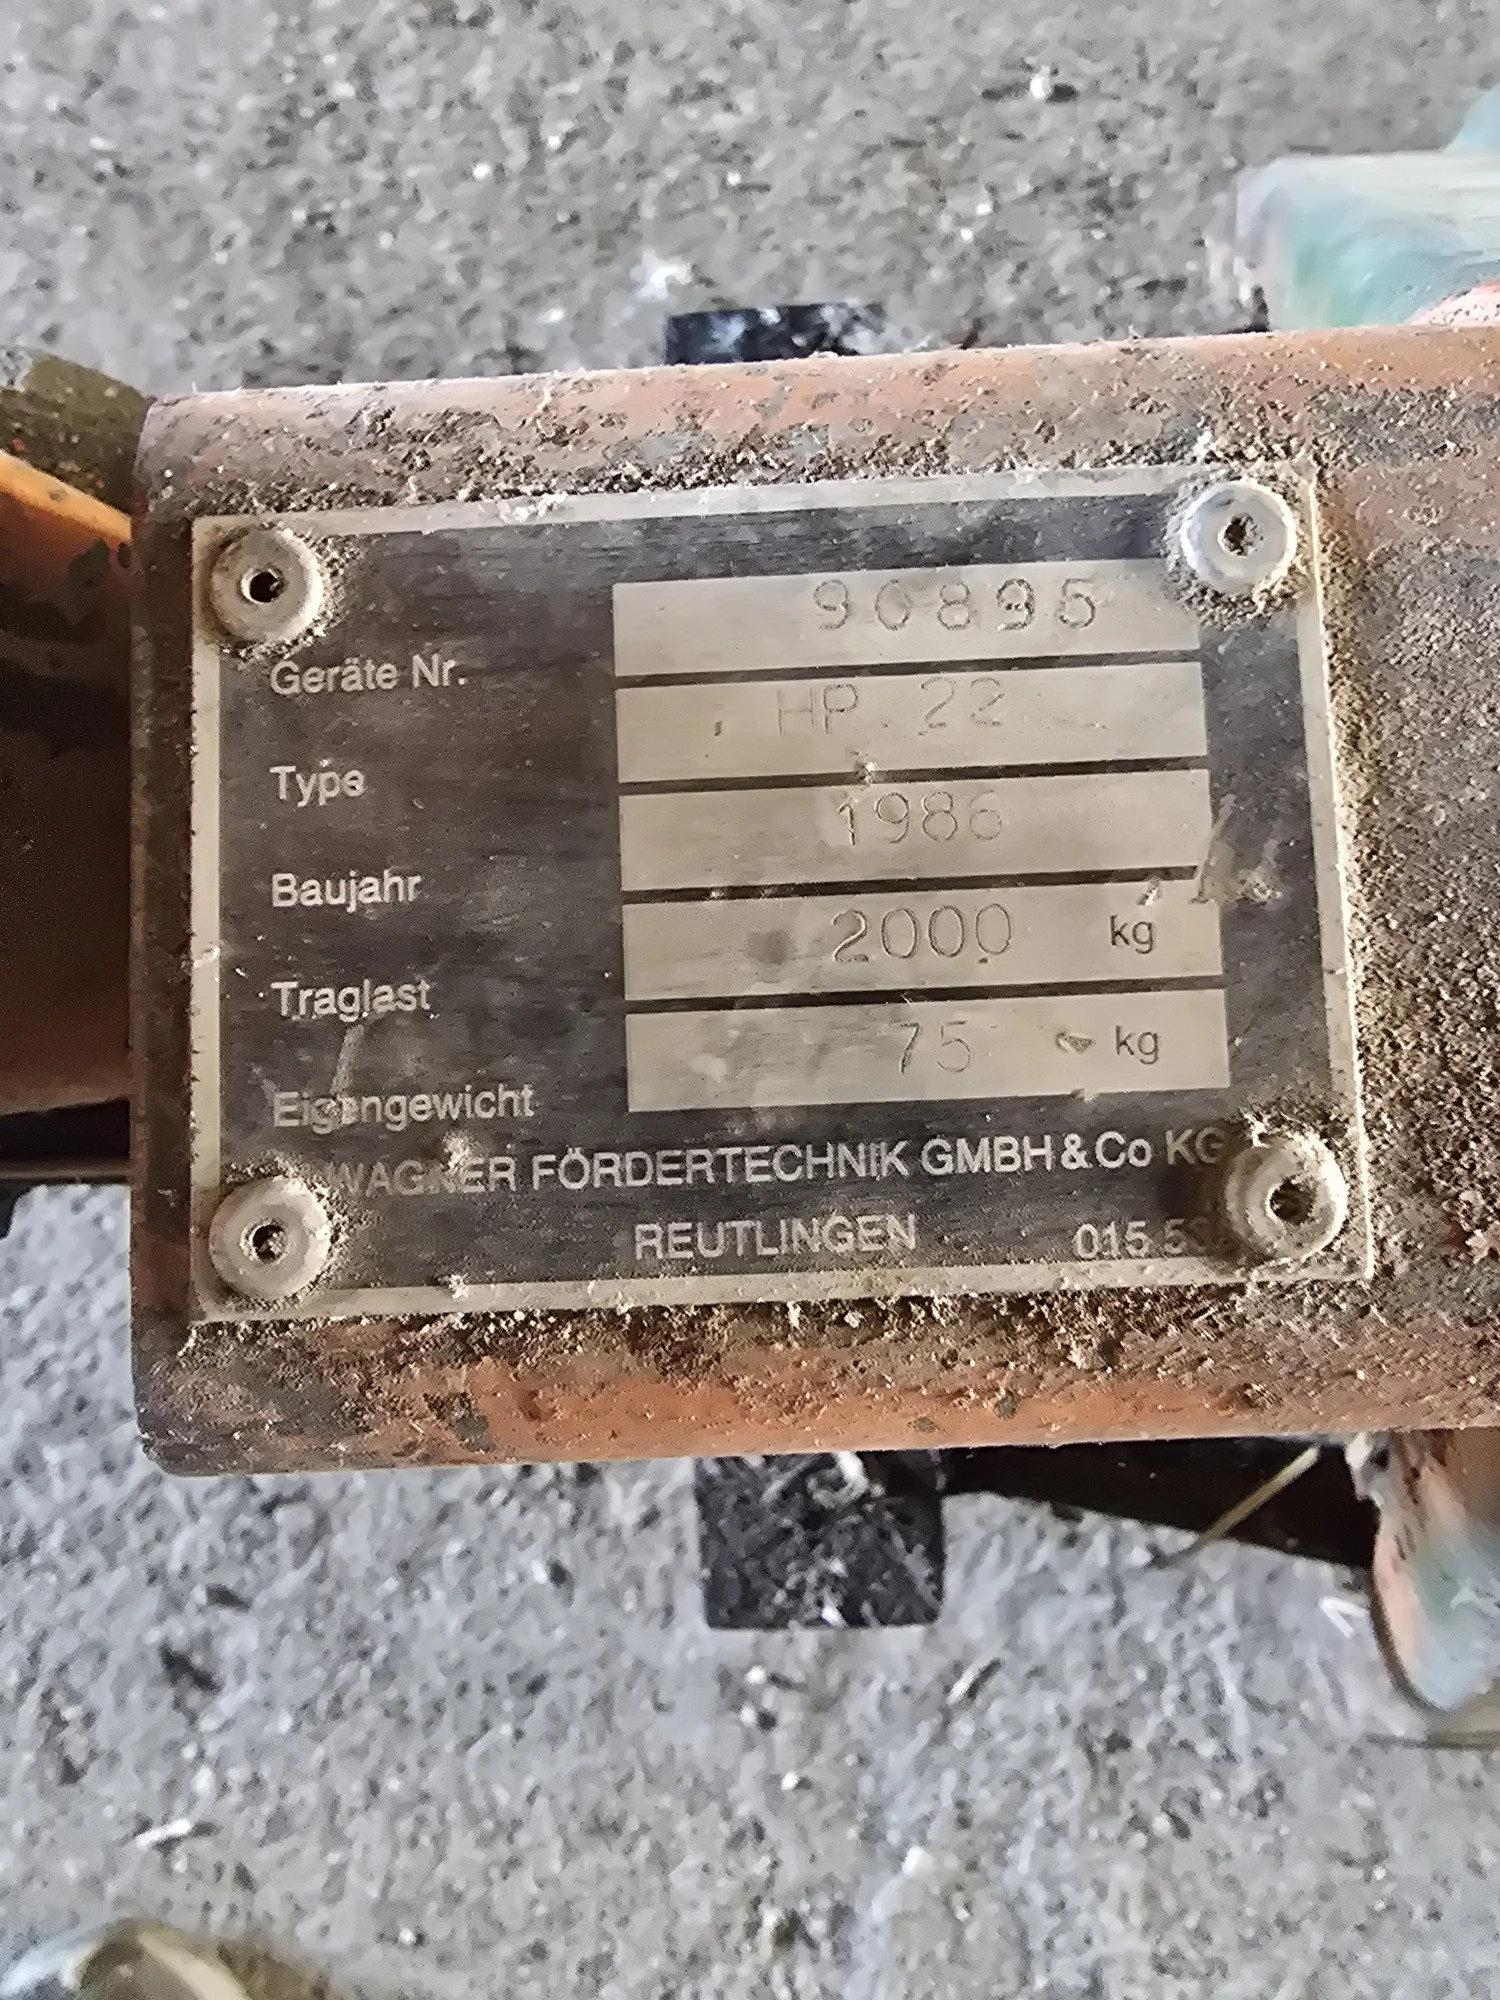 Geräte Nr. 90895
Type HP. 22
Baujahr 1986
Traglast 2000 kg
Eigengewicht 75 kg
WAGNER FÖRDERTECHNIK GMBH & Co KG
REUTLINGEN